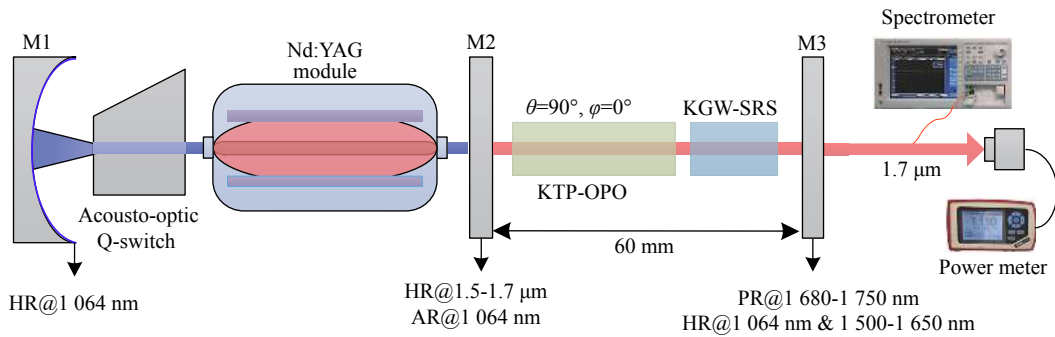 Spectrometer
M1
Nd:YAG
module
M2
M3
θ=90°, φ=0°
KGW-SRS
KTP-OPO
1.7 μm
Acousto-optic
Q-switch
60 mm
Power meter
HR@1 064 nm
HR@1.5-1.7 μm
AR@1 064 nm
PR@1 680-1 750 nm
HR@1 064 nm & 1 500-1 650 nm